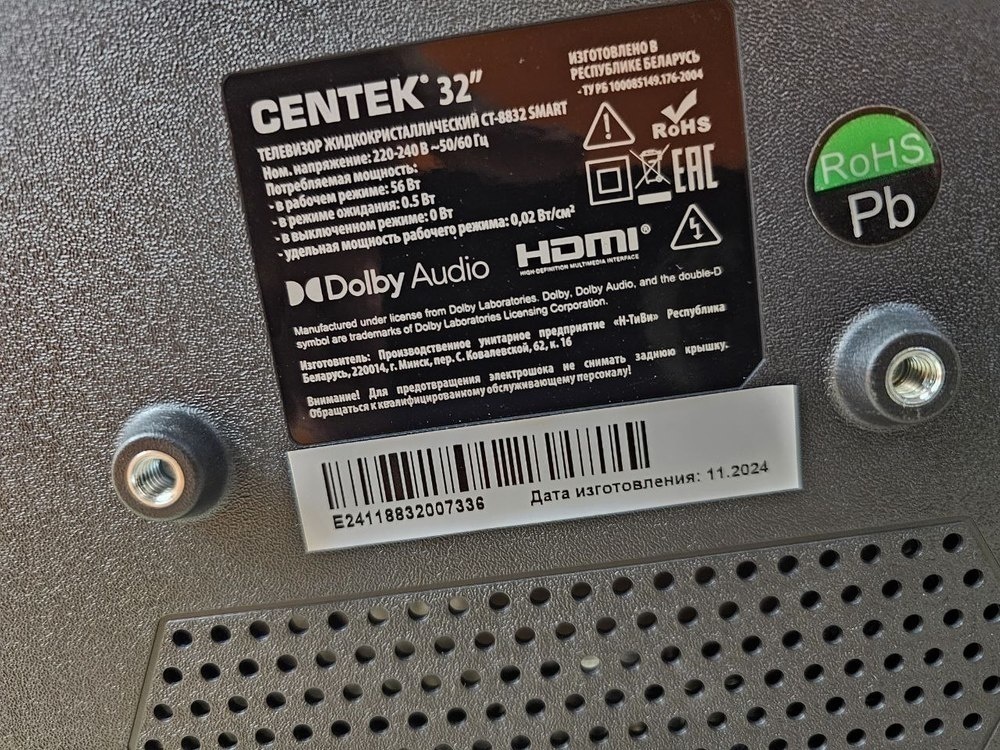 CENTEK® 32”
ТЕЛЕВИЗОР ЖИДКОКРИСТАЛЛИЧЕСКИЙ CT-8832 SMART
Ном. напряжение: 220-240 В ~50/60 Гц
Потребляемая мощность:
- в рабочем режиме: 56 Вт
- в режиме ожидания: 0.5 Вт
- в выключенном режиме: 0 Вт
- удельная мощность рабочего режима: 0,02 Вт/см²
ИЗГОТОВЛЕНО В
РЕСПУБЛИКЕ БЕЛАРУСЬ
- ТУ РБ 100085149.176-2004
RoHS
EAC
Dolby Audio
HDMI®
HIGH-DEFINITION MULTIMEDIA INTERFACE
Manufactured under license from Dolby Laboratories. Dolby, Dolby Audio, and the double-D
symbol are trademarks of Dolby Laboratories Licensing Corporation.
Изготовитель: Производственное унитарное предприятие «Н-ТиВи» Республика
Беларусь, 220014, г. Минск, пер. С. Ковалевской, 62, к. 16
Внимание! Для предотвращения электрошока не снимать заднюю крышку.
Обращаться к квалифицированному обслуживающему персоналу!
RoHS
Pb
E24118832007336
Дата изготовления: 11.2024